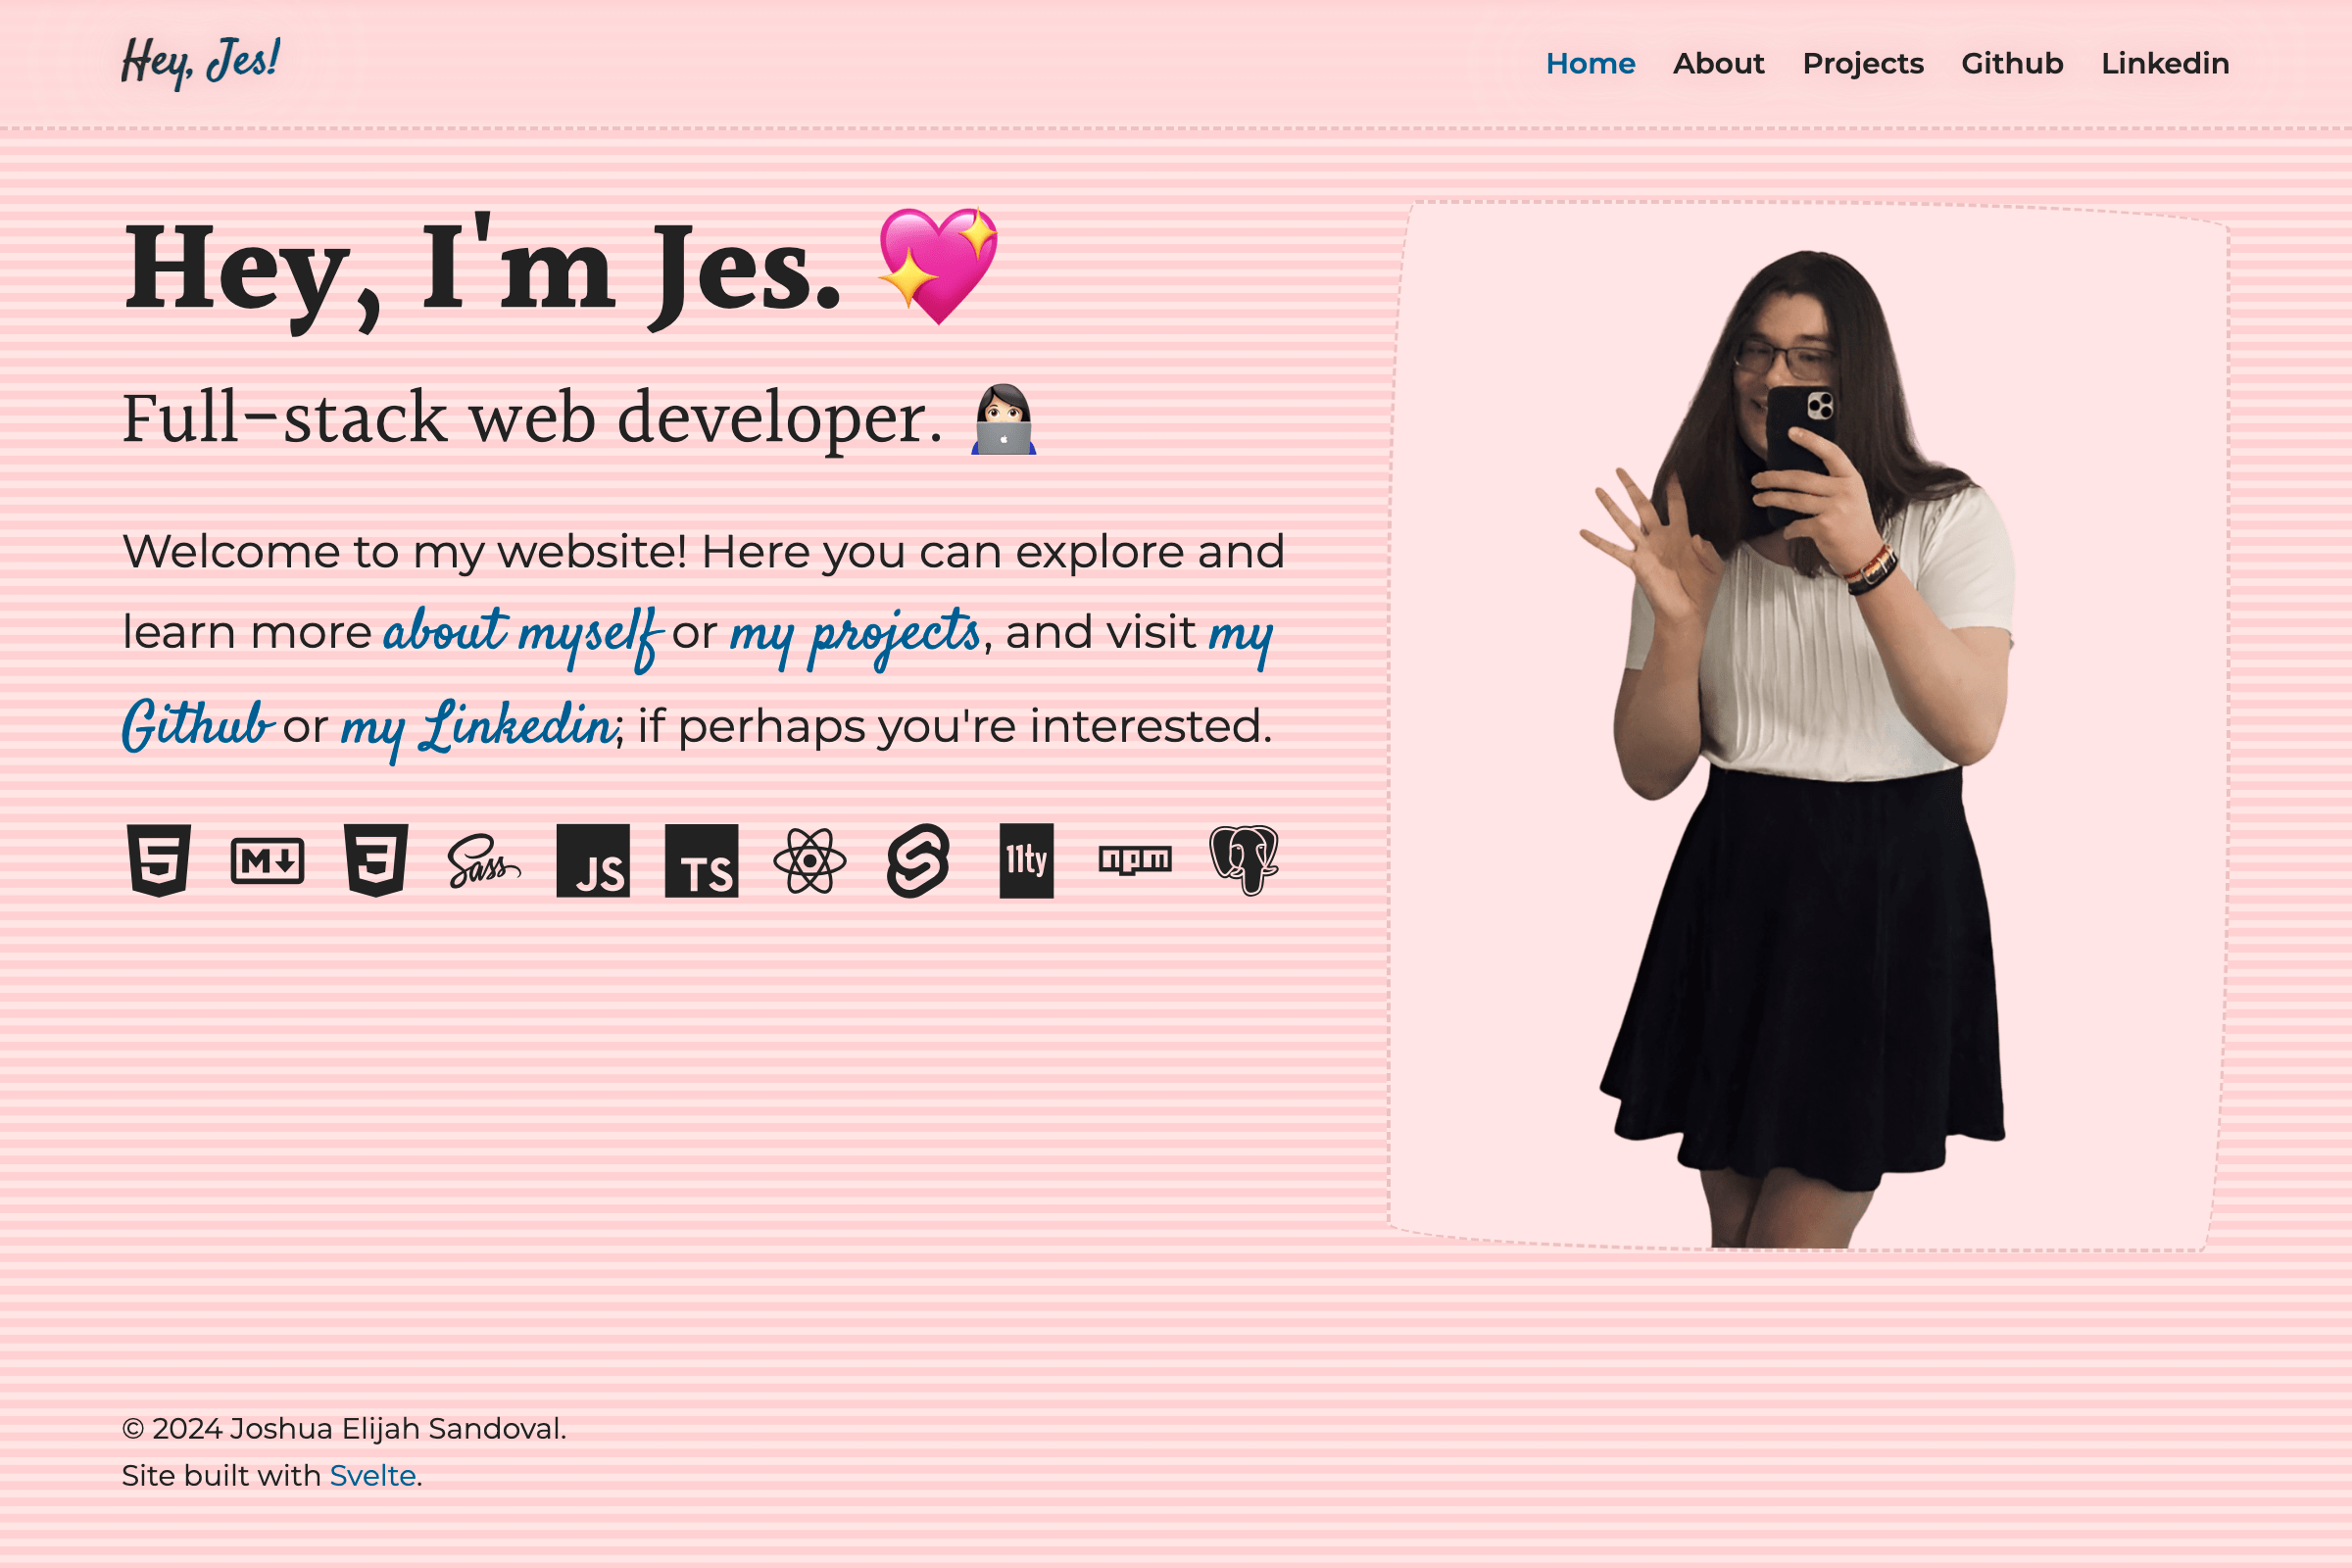 Hey, Jes!
Home About Projects Github Linkedin
Hey, I'm Jes. 💖
Full-stack web developer. 👩🏻‍💻
Welcome to my website! Here you can explore and
learn more about myself or my projects, and visit my
Github or my Linkedin; if perhaps you're interested.
5 M 3 Sass JS TS S 11ty npm
© 2024 Joshua Elijah Sandoval.
Site built with Svelte.